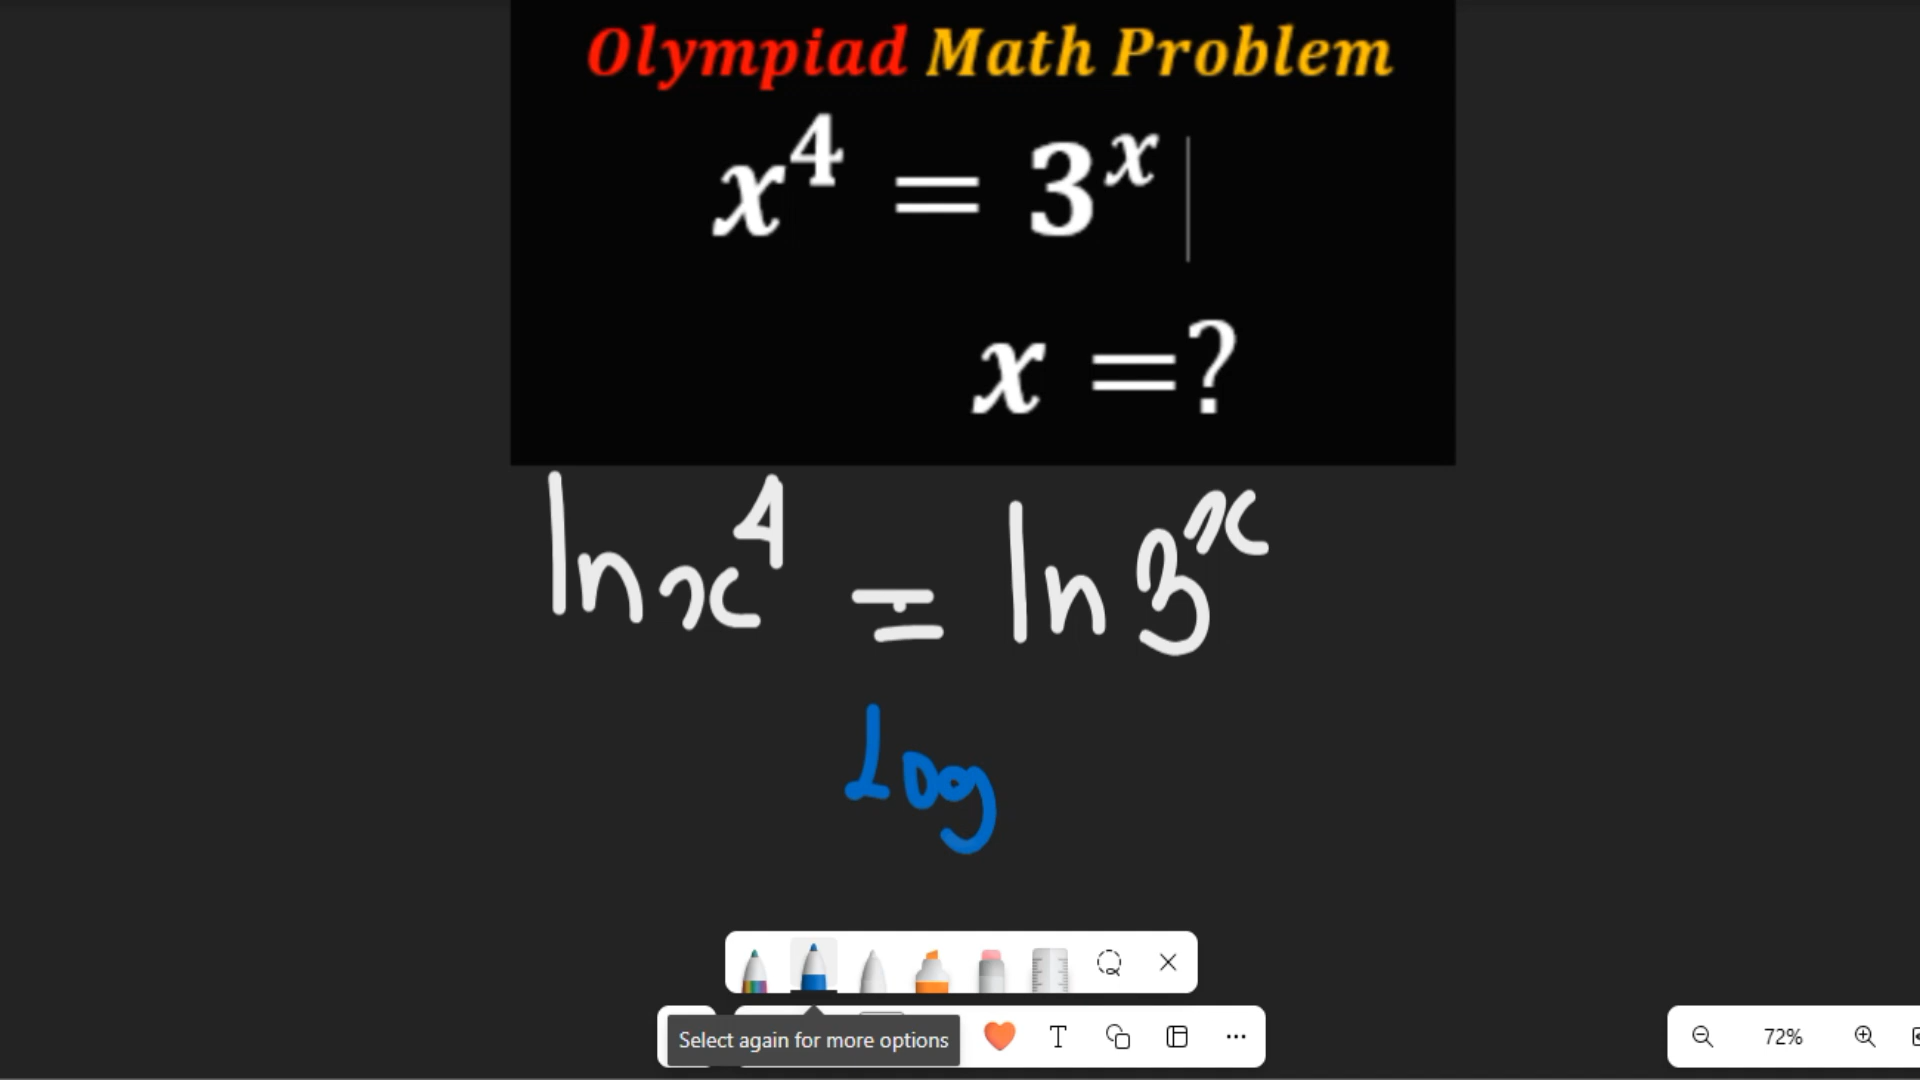 Olympiad Math Problem
x⁴ = 3ˣ
x =?
ln x⁴ = ln 3ˣ
Log
Select again for more options
T
72%